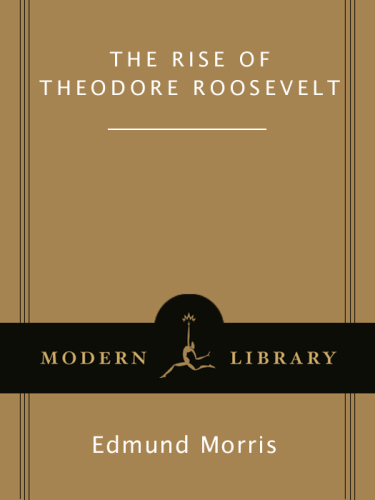 THE RISE OF
THEODORE ROOSEVELT
MODERN LIBRARY
Edmund Morris